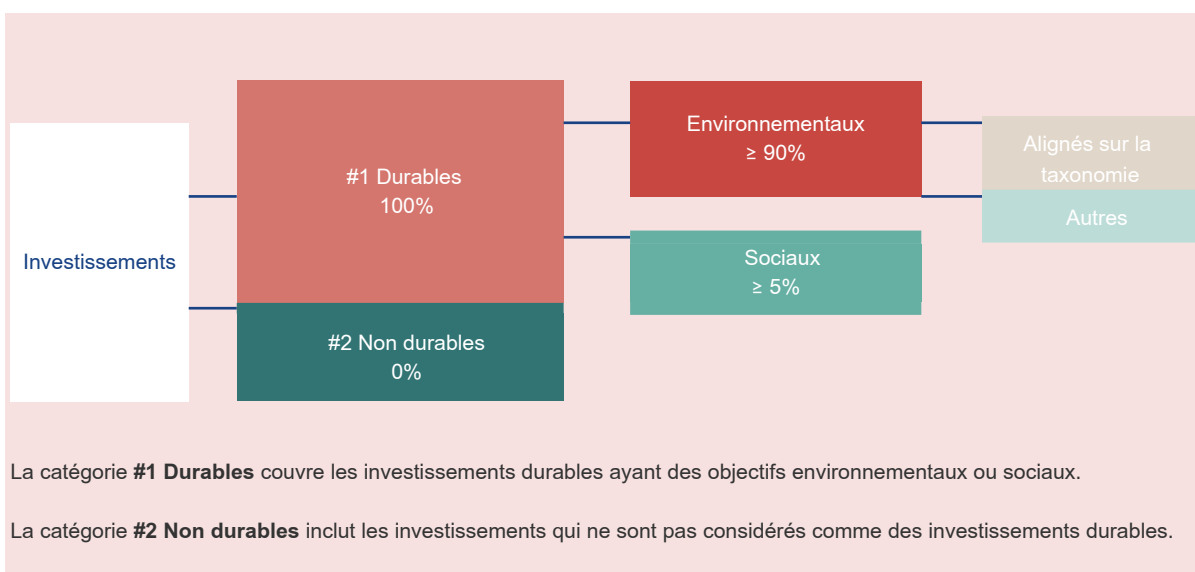 Investissements
#1 Durables
100%
#2 Non durables
0%
Environnementaux
≥ 90%
Sociaux
≥ 5%
Alignés sur la
taxonomie
Autres
La catégorie #1 Durables couvre les investissements durables ayant des objectifs environnementaux ou sociaux.
La catégorie #2 Non durables inclut les investissements qui ne sont pas considérés comme des investissements durables.